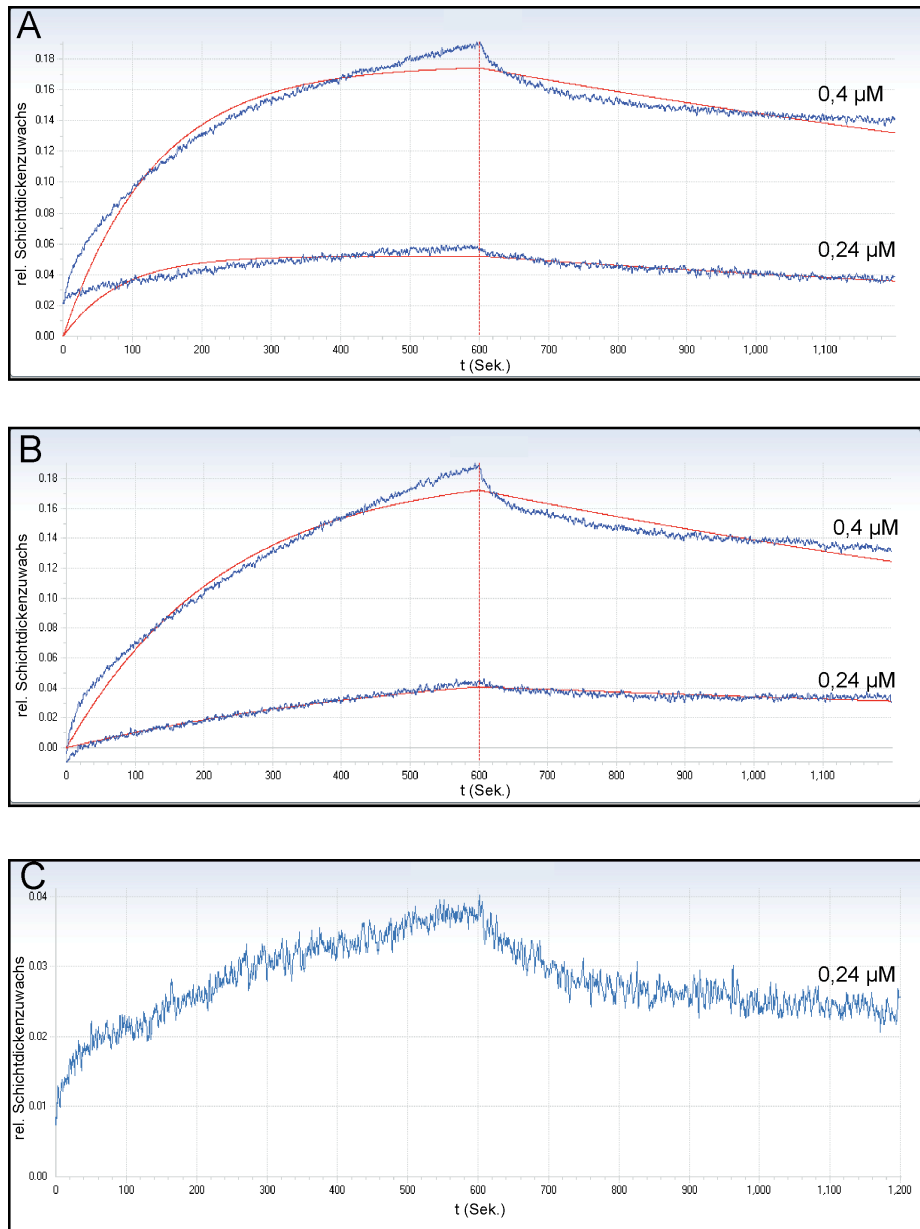 A
rel. Schichtdickenzuwachs
0.18
0.16
0.14
0.12
0.10
0.08
0.06
0.04
0.02
0.00
0,4 µM
0,24 µM
0 100 200 300 400 500 600 700 800 900 1,000 1,100
t (Sek.)
B
rel. Schichtdickenzuwachs
0.18
0.16
0.14
0.12
0.10
0.08
0.06
0.04
0.02
0.00
0,4 µM
0,24 µM
0 100 200 300 400 500 600 700 800 900 1,000 1,100
t (Sek.)
C
rel. Schichtdickenzuwachs
0.04
0.03
0.02
0.01
0.00
0,24 µM
0 100 200 300 400 500 600 700 800 900 1,000 1,100 1,200
t (Sek.)